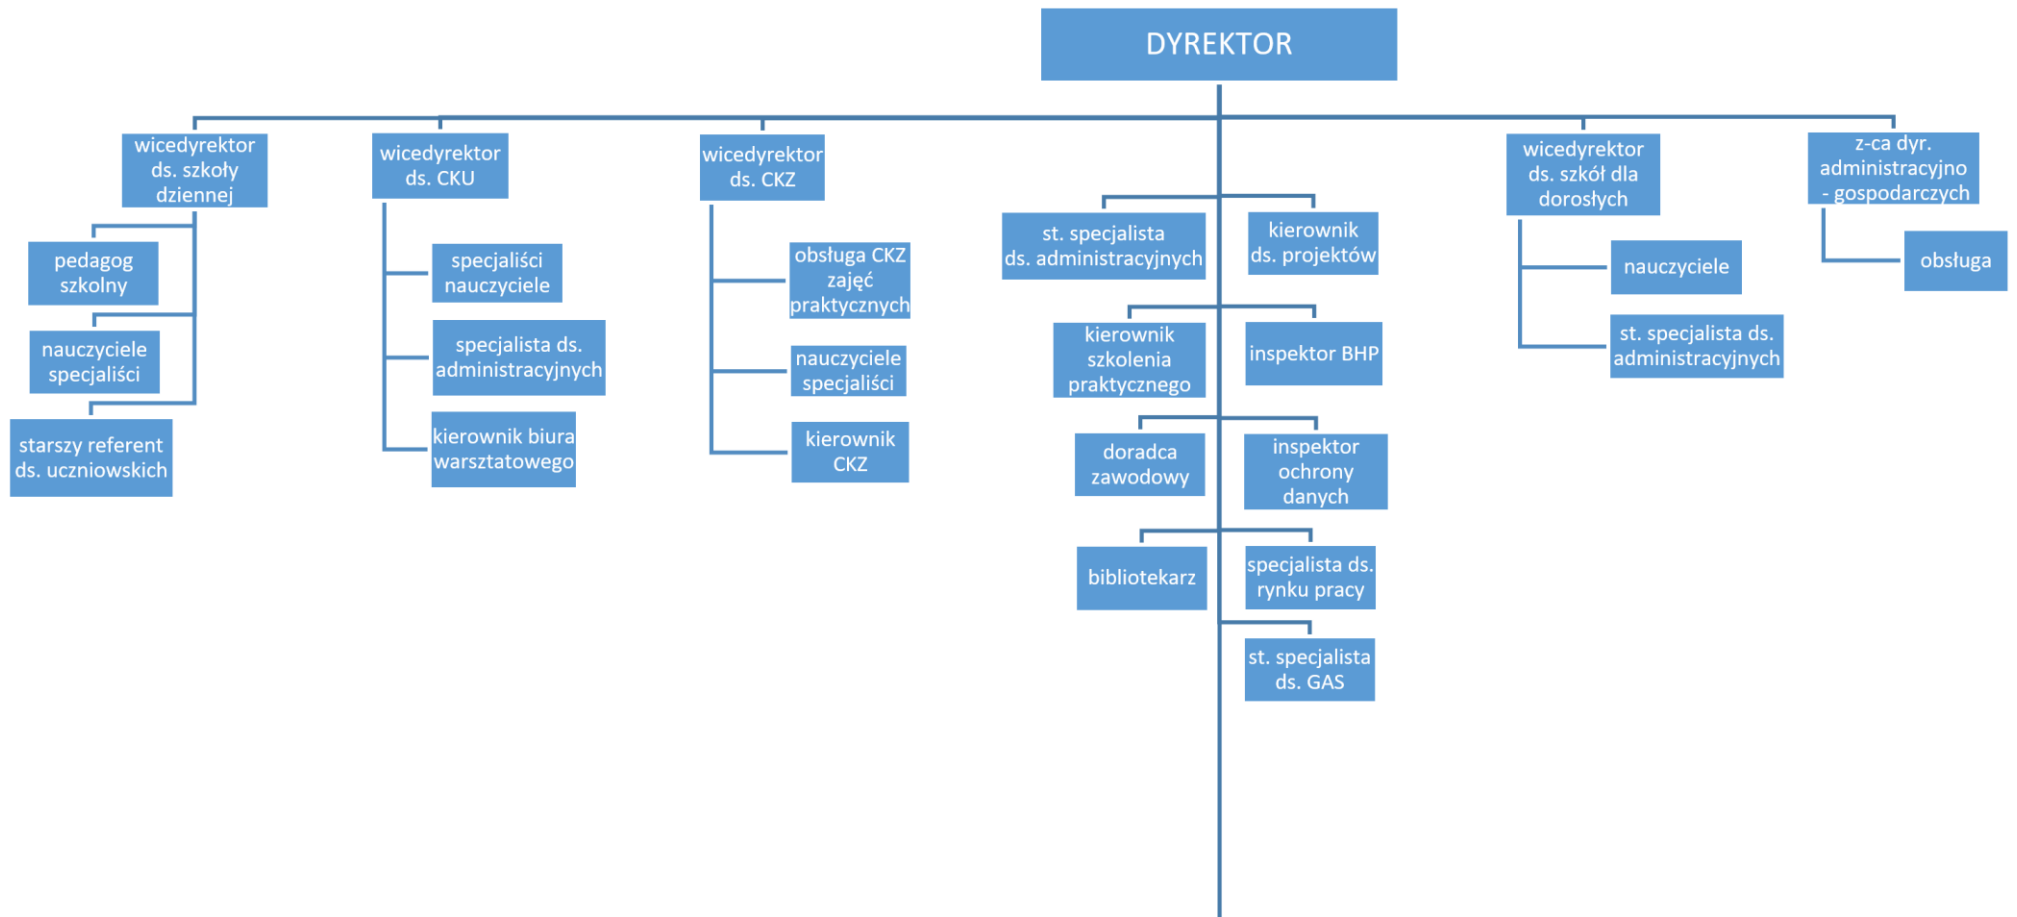 DYREKTOR
wicedyrektor
ds. szkoły
dziennej
pedagog
szkolny
nauczyciele
specjaliści
starszy referent
ds. uczniowskich
wicedyrektor
ds. CKU
specjaliści
nauczyciele
specjalista ds.
administracyjnych
kierownik biura
warsztatowego
wicedyrektor
ds. CKZ
obsługa CKZ
zajęć
praktycznych
nauczyciele
specjaliści
kierownik
CKZ
st. specjalista
ds. administracyjnych
kierownik
ds. projektów
kierownik
szkolenia
praktycznego
inspektor BHP
doradca
zawodowy
inspektor
ochrony
danych
bibliotekarz
specjalista ds.
rynku pracy
st. specjalista
ds. GAS
wicedyrektor
ds. szkół dla
dorosłych
nauczyciele
st. specjalista ds.
administracyjnych
z-ca dyr.
administracyjno
- gospodarczych
obsługa